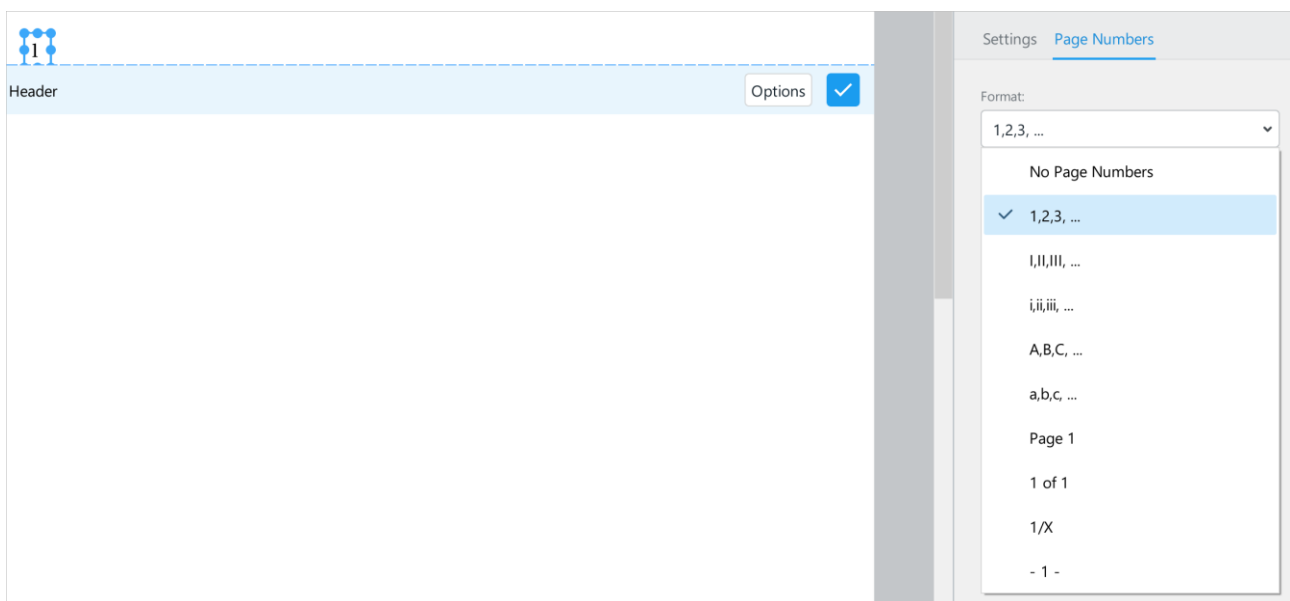 1
Header
Options
Settings
Page Numbers
Format:
1,2,3, ...
No Page Numbers
1,2,3, ...
I,II,III, ...
i,ii,iii, ...
A,B,C, ...
a,b,c, ...
Page 1
1 of 1
1/X
- 1 -